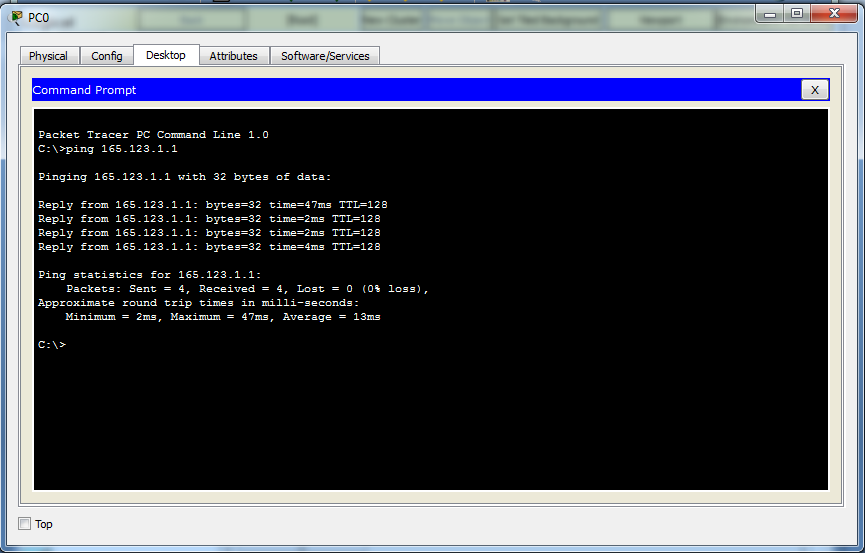 PC0
Physical Config Desktop Attributes Software/Services
Command Prompt X
Packet Tracer PC Command Line 1.0
C:\>ping 165.123.1.1
Pinging 165.123.1.1 with 32 bytes of data:
Reply from 165.123.1.1: bytes=32 time=47ms TTL=128
Reply from 165.123.1.1: bytes=32 time=2ms TTL=128
Reply from 165.123.1.1: bytes=32 time=2ms TTL=128
Reply from 165.123.1.1: bytes=32 time=4ms TTL=128
Ping statistics for 165.123.1.1:
Packets: Sent = 4, Received = 4, Lost = 0 (0% loss),
Approximate round trip times in milli-seconds:
Minimum = 2ms, Maximum = 47ms, Average = 13ms
C:\>
Top